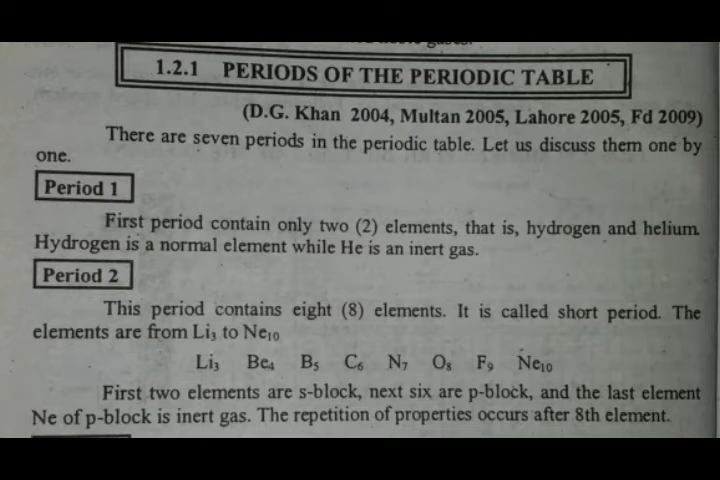 1.2.1 PERIODS OF THE PERIODIC TABLE
(D.G. Khan 2004, Multan 2005, Lahore 2005, Fd 2009)
There are seven periods in the periodic table. Let us discuss them one by
one.
Period 1
First period contain only two (2) elements, that is, hydrogen and helium.
Hydrogen is a normal element while He is an inert gas.
Period 2
This period contains eight (8) elements. It is called short period. The
elements are from Li₃ to Ne₁₀
Li₃ Be₄ B₅ C₆ N₇ O₈ F₉ Ne₁₀
First two elements are s-block, next six are p-block, and the last element
Ne of p-block is inert gas. The repetition of properties occurs after 8th element.